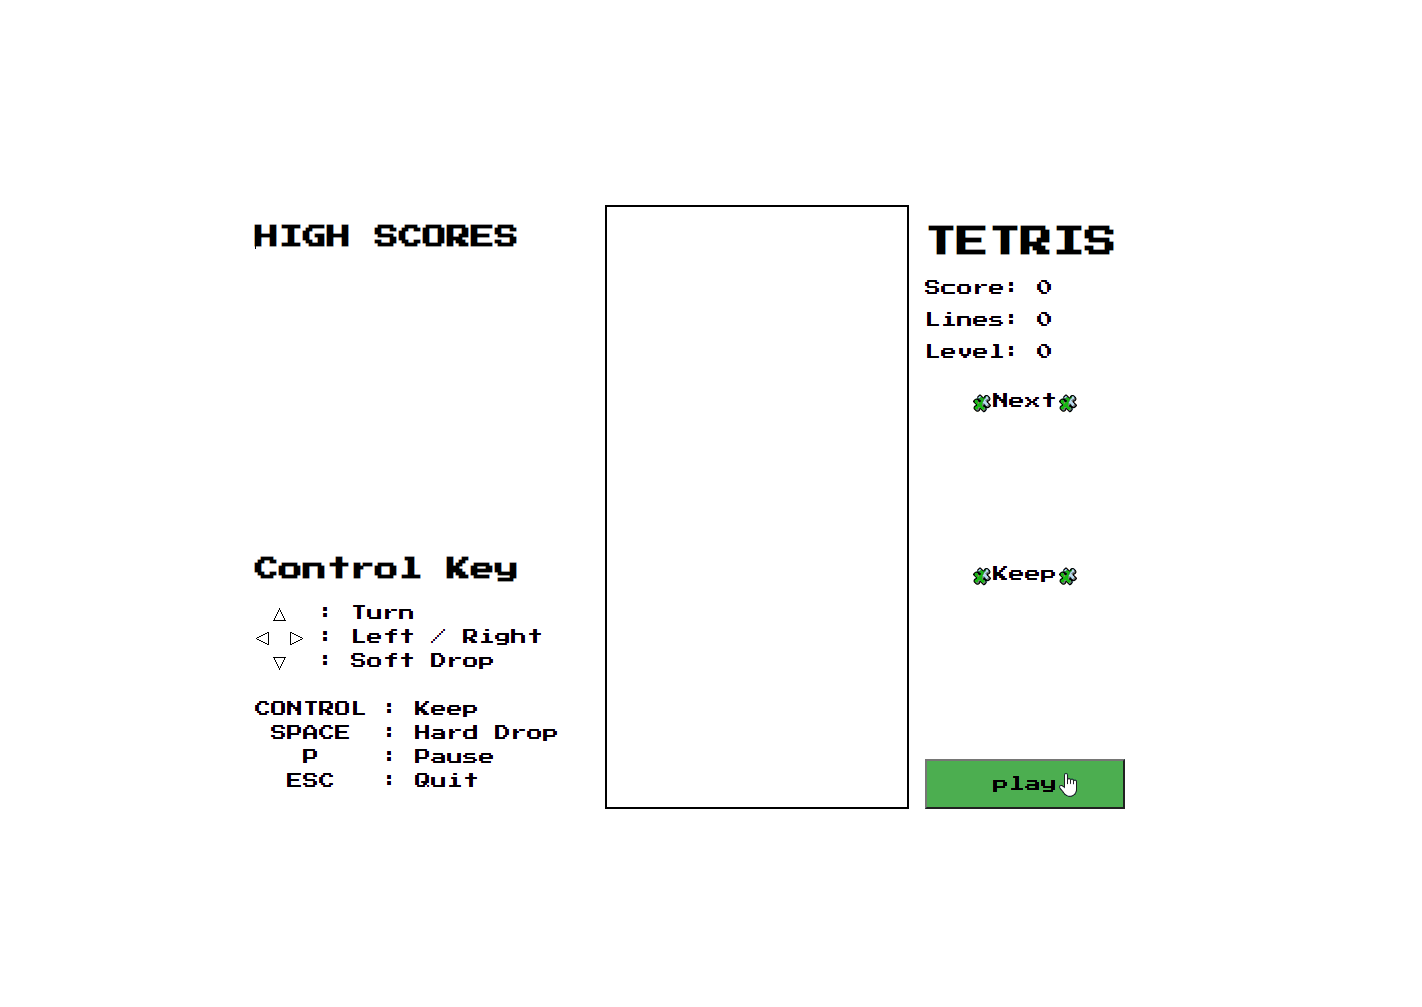 HIGH SCORES
Control Key
△ : Turn
◁ ▷ : Left / Right
▽ : Soft Drop
CONTROL : Keep
SPACE : Hard Drop
P : Pause
ESC : Quit
TETRIS
Score: 0
Lines: 0
Level: 0
Next
Keep
play